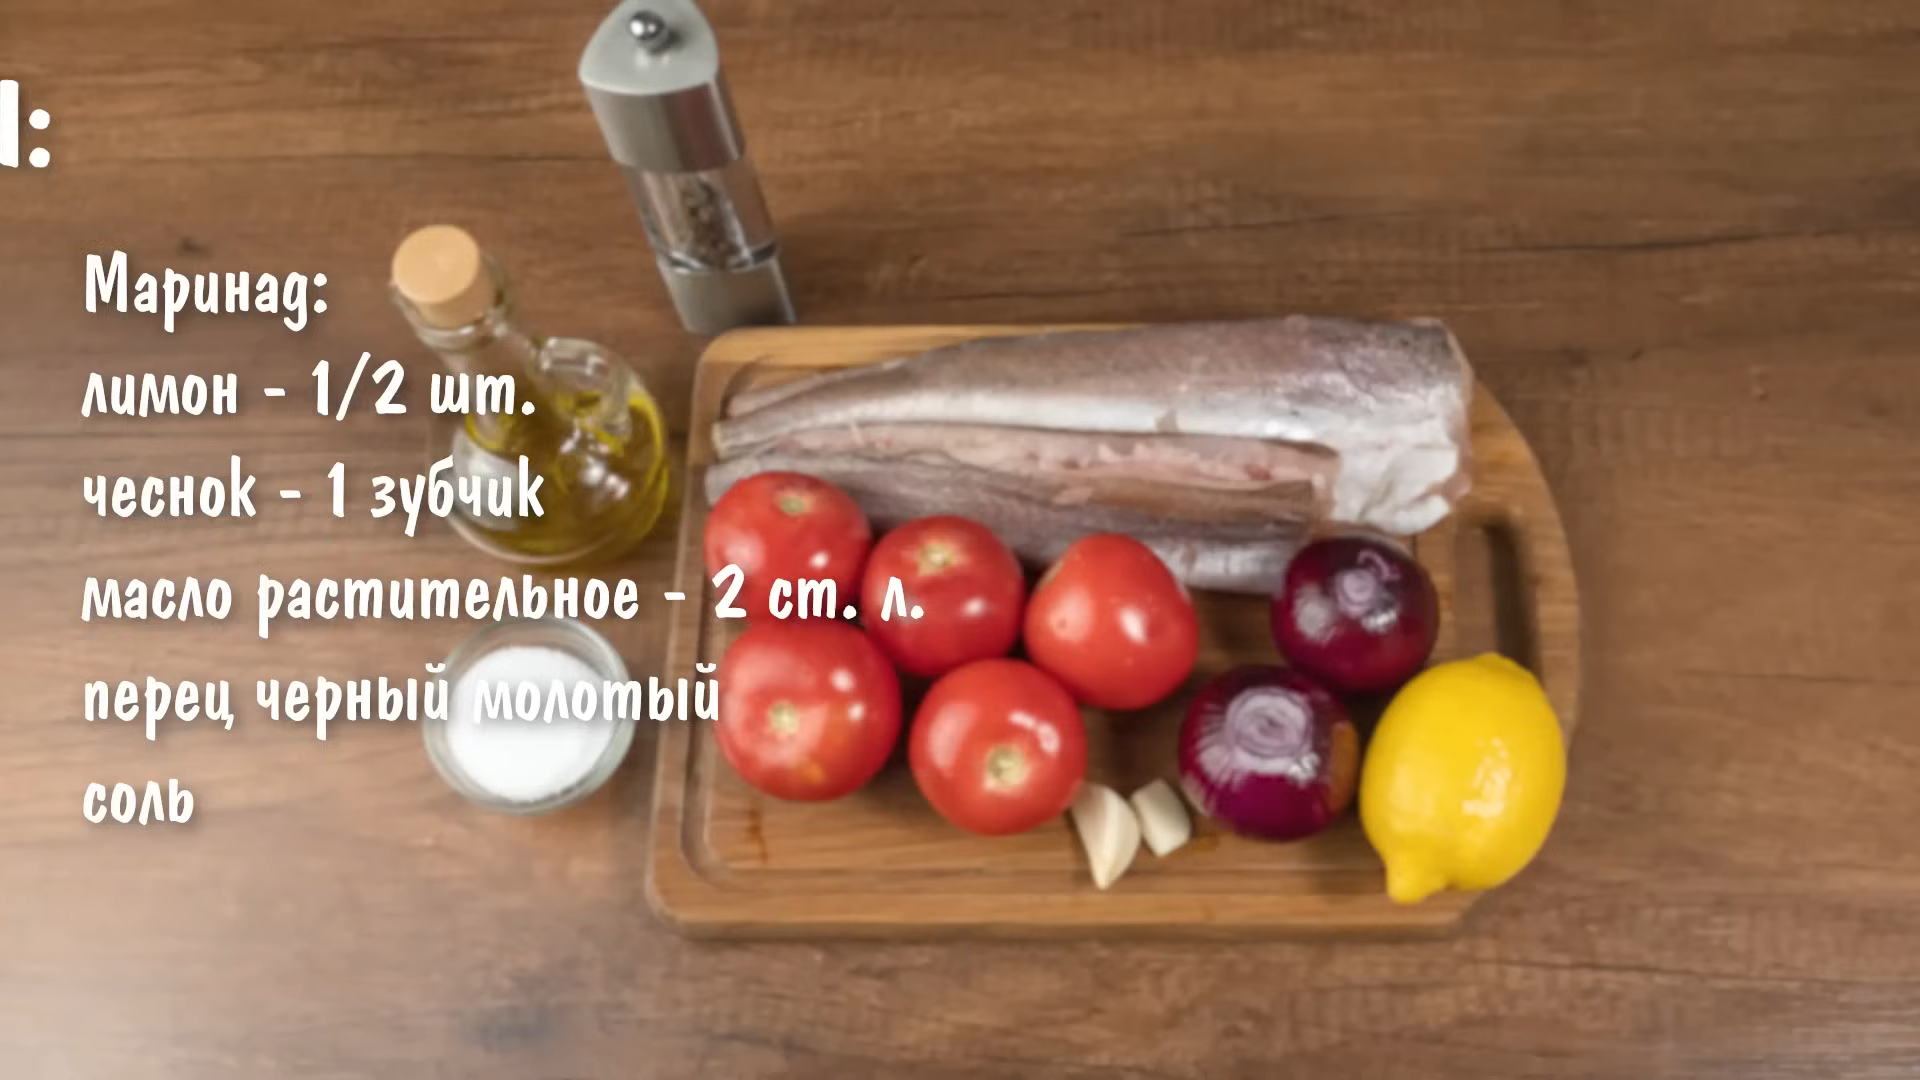 Маринад:
лимон - 1/2 шт.
чеснок - 1 зубчик
масло растительное - 2 ст. л.
перец черный молотый
соль